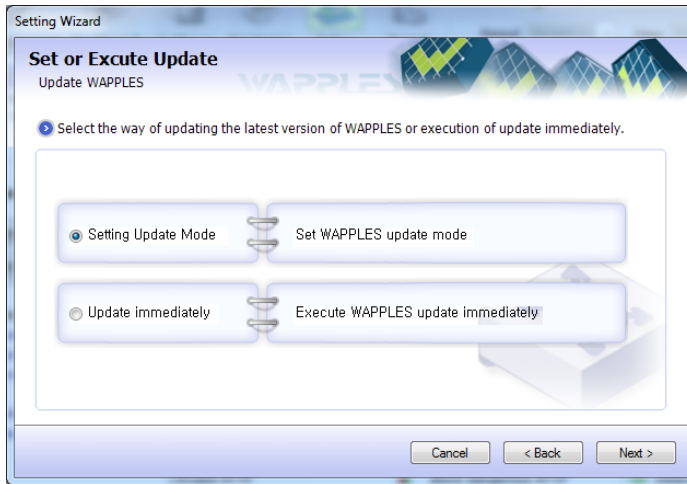 Setting Wizard
Set or Excute Update
Update WAPPLES
WAPPLES
Select the way of updating the latest version of WAPPLES or execution of update immediately.
Setting Update Mode
Set WAPPLES update mode
Update immediately
Execute WAPPLES update immediately
Cancel
< Back
Next >